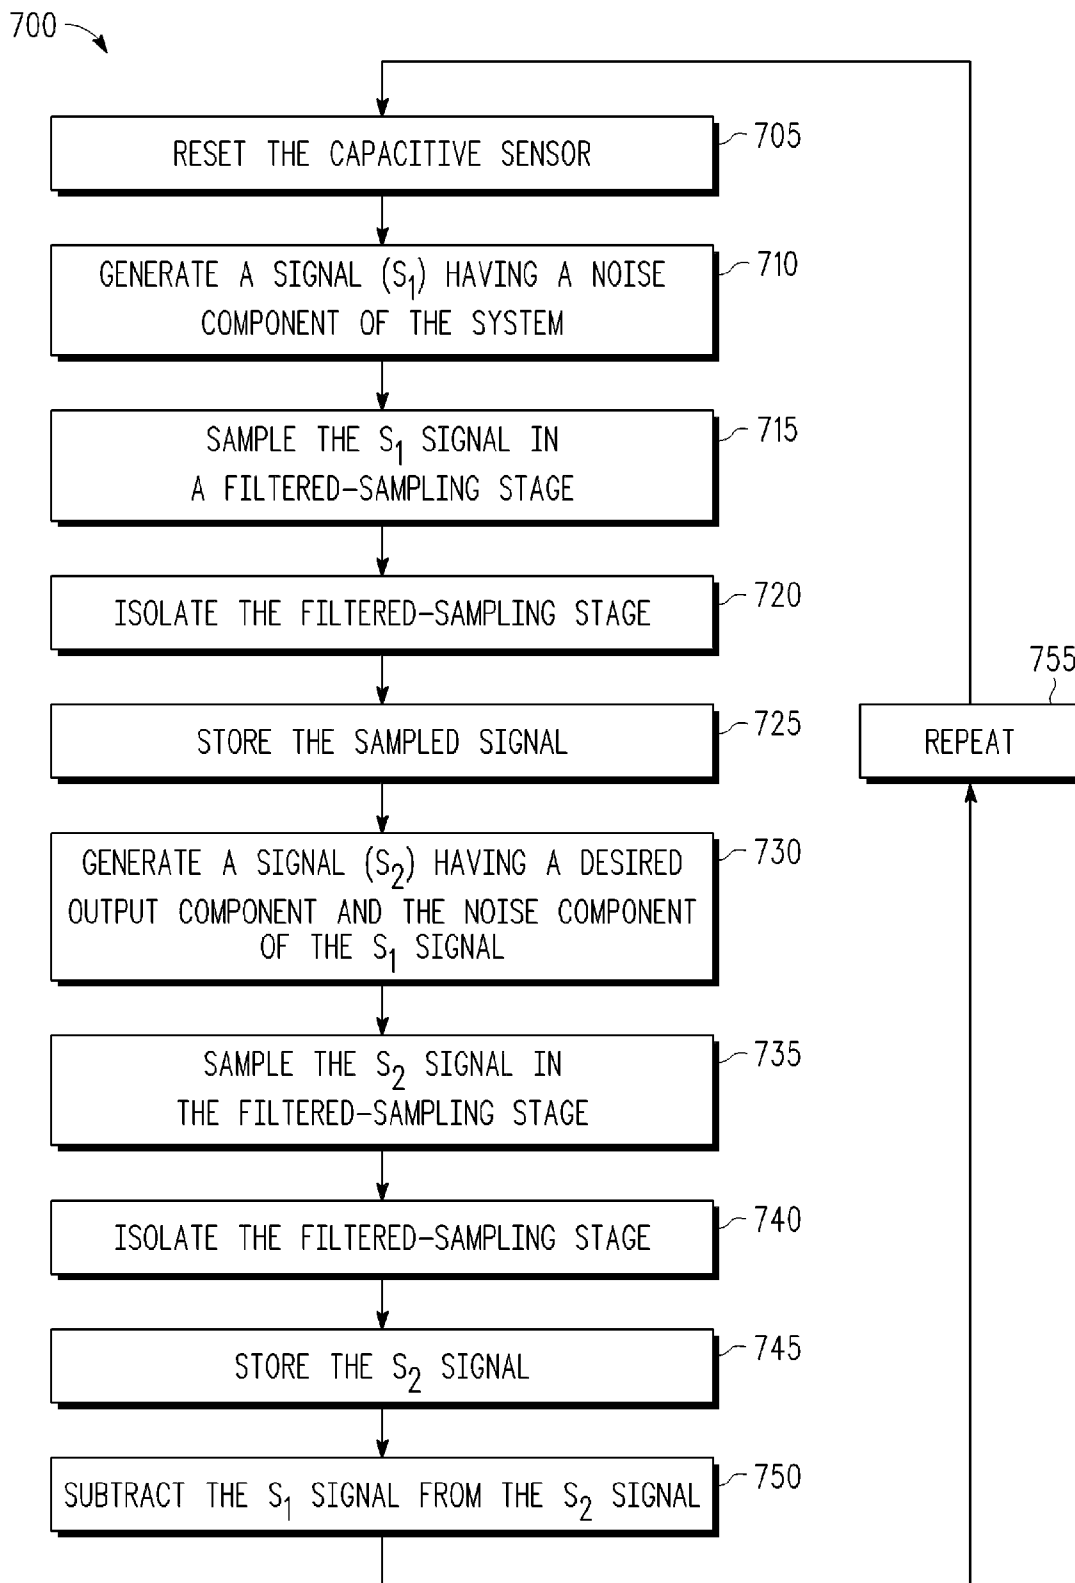 700
RESET THE CAPACITIVE SENSOR
705
GENERATE A SIGNAL (S1) HAVING A NOISE
COMPONENT OF THE SYSTEM
710
SAMPLE THE S1 SIGNAL IN
A FILTERED-SAMPLING STAGE
715
ISOLATE THE FILTERED-SAMPLING STAGE
720
STORE THE SAMPLED SIGNAL
725
755
REPEAT
GENERATE A SIGNAL (S2) HAVING A DESIRED
OUTPUT COMPONENT AND THE NOISE COMPONENT
OF THE S1 SIGNAL
730
SAMPLE THE S2 SIGNAL IN
THE FILTERED-SAMPLING STAGE
735
ISOLATE THE FILTERED-SAMPLING STAGE
740
STORE THE S2 SIGNAL
745
SUBTRACT THE S1 SIGNAL FROM THE S2 SIGNAL
750